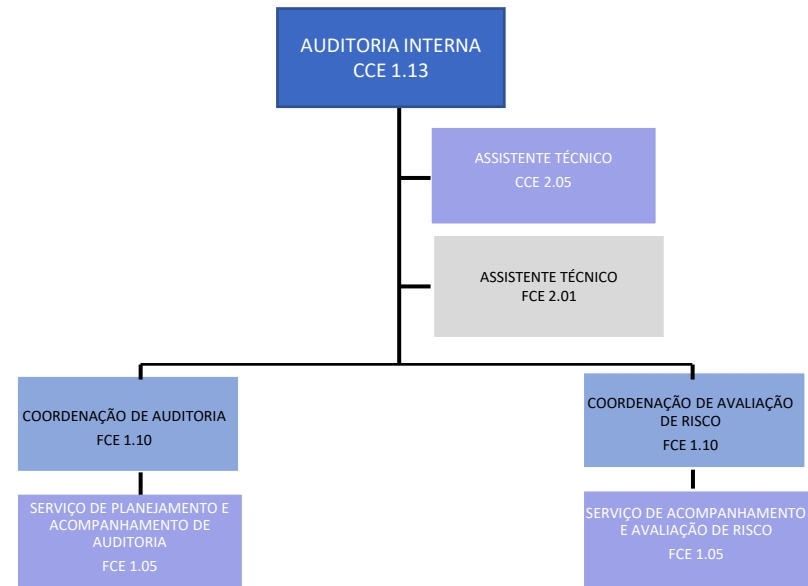 AUDITORIA INTERNA
CCE 1.13
ASSISTENTE TÉCNICO
CCE 2.05
ASSISTENTE TÉCNICO
FCE 2.01
COORDENAÇÃO DE AUDITORIA
FCE 1.10
COORDENAÇÃO DE AVALIAÇÃO
DE RISCO
FCE 1.10
SERVIÇO DE PLANEJAMENTO E
ACOMPANHAMENTO DE
AUDITORIA
FCE 1.05
SERVIÇO DE ACOMPANHAMENTO
E AVALIAÇÃO DE RISCO
FCE 1.05